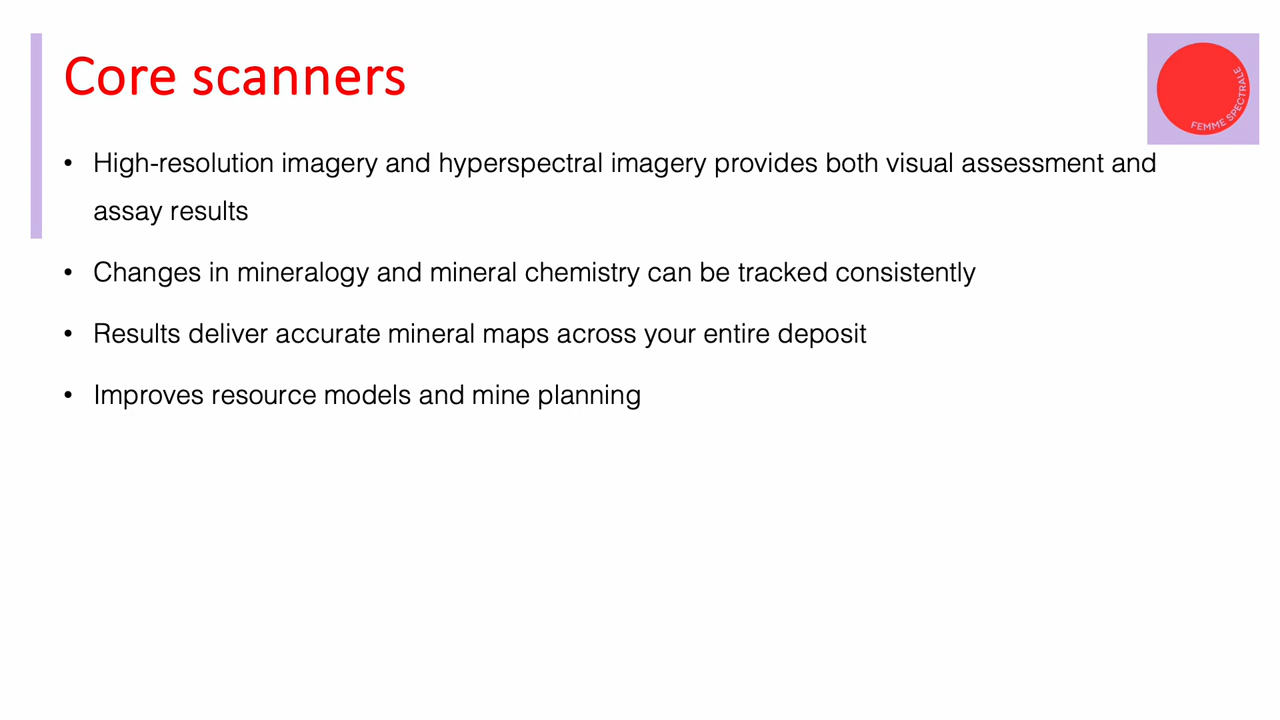 Core scanners
FEMME SPECTRALE
• High-resolution imagery and hyperspectral imagery provides both visual assessment and
assay results
• Changes in mineralogy and mineral chemistry can be tracked consistently
• Results deliver accurate mineral maps across your entire deposit
• Improves resource models and mine planning